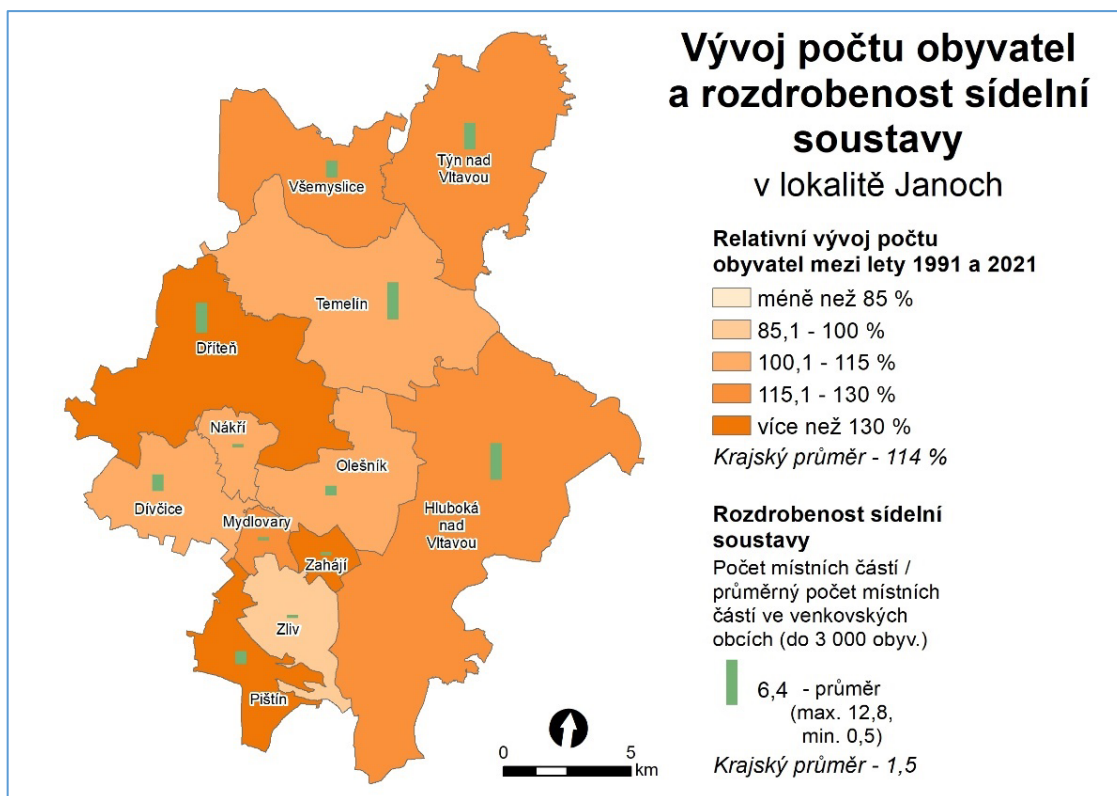 Vývoj počtu obyvatel
a rozdrobenost sídelní
soustavy
v lokalitě Janoch
Relativní vývoj počtu
obyvatel mezi lety 1991 a 2021
méně než 85 %
85,1 - 100 %
100,1 - 115 %
115,1 - 130 %
více než 130 %
Krajský průměr - 114 %
Rozdrobenost sídelní
soustavy
Počet místních částí /
průměrný počet místních
částí ve venkovských
obcích (do 3 000 obyv.)
6,4 - průměr
(max. 12,8,
min. 0,5)
Krajský průměr - 1,5
Týn nad
Vltavou
Všemyslice
Temelín
Dříteň
Nákří
Olešník
Dívčice
Mydlovary
Hluboká
nad
Vltavou
Zahájí
Zliv
Pištín
0 5
km